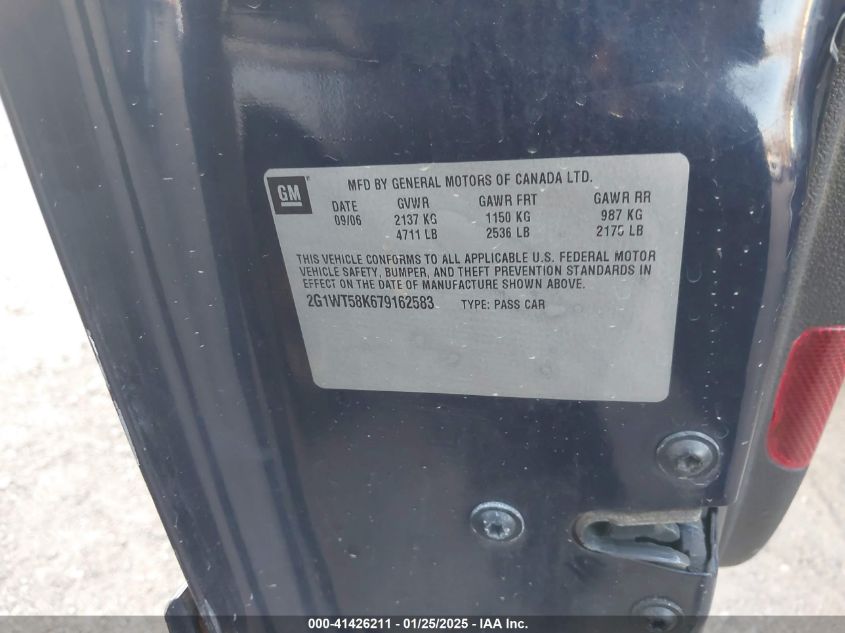 GM MFD BY GENERAL MOTORS OF CANADA LTD.
DATE GVWR GAWR FRT GAWR RR
09/06 2137 KG 1150 KG 987 KG
4711 LB 2536 LB 2175 LB
THIS VEHICLE CONFORMS TO ALL APPLICABLE U.S. FEDERAL MOTOR
VEHICLE SAFETY, BUMPER, AND THEFT PREVENTION STANDARDS IN
EFFECT ON THE DATE OF MANUFACTURE SHOWN ABOVE.
2G1WT58K679162583 TYPE: PASS CAR
000-41426211 - 01/25/2025 - IAA Inc.